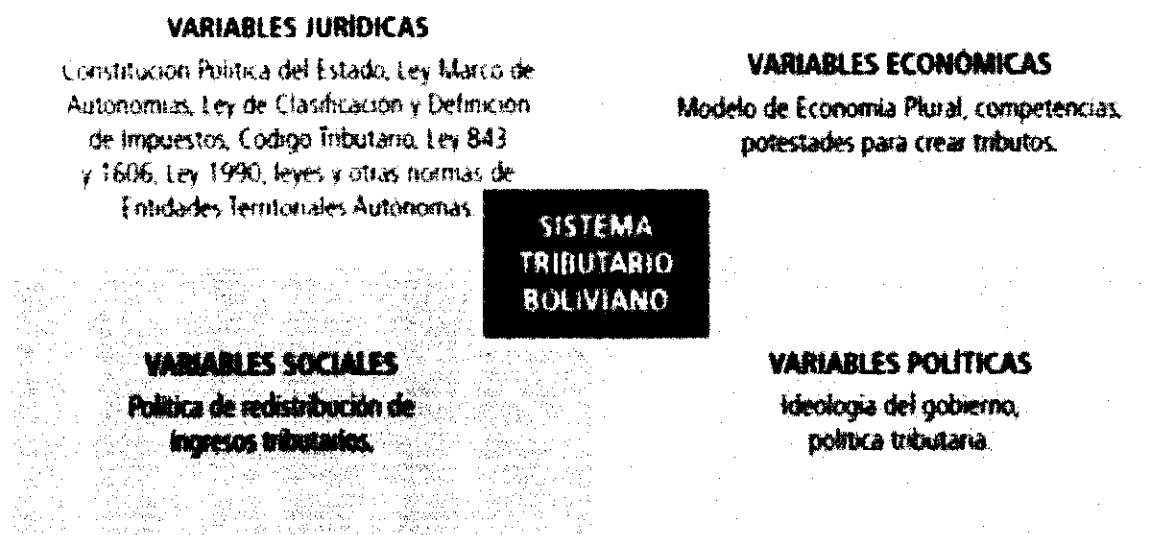 VARIABLES JURÍDICAS
Constitución Política del Estado, Ley Marco de
Autonomías, Ley de Clasificación y Definición
de Impuestos, Código Tributario, Ley 843
y 1606, Ley 1990, leyes y otras normas de
Entidades Territoriales Autónomas.
VARIABLES ECONÓMICAS
Modelo de Economía Plural, competencias,
potestades para crear tributos.
SISTEMA
TRIBUTARIO
BOLIVIANO
VARIABLES SOCIALES
Política de redistribución de
ingresos tributarios.
VARIABLES POLÍTICAS
Ideología del gobierno,
política tributaria.